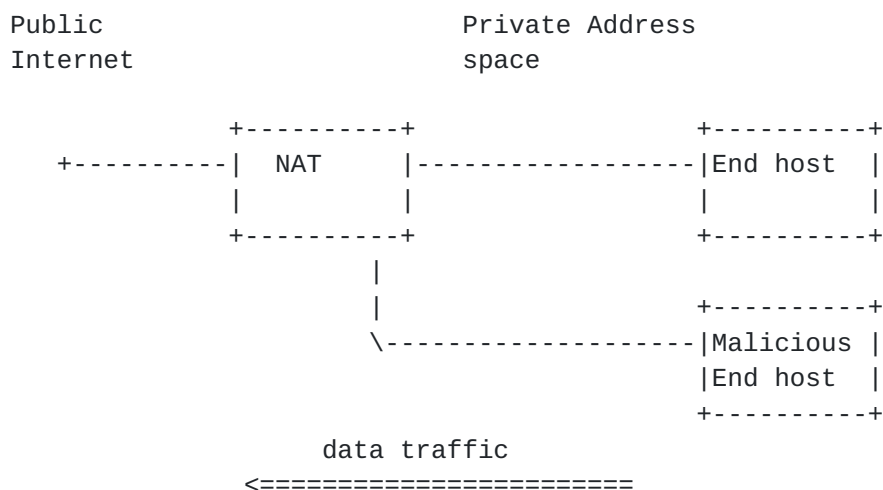 Public                       Private Address
Internet                     space

              +----------+                  +----------+
   +----------|  NAT     |------------------|End host  |
              |          |                  |          |
              +----------+                  +----------+
                       |
                       |                    +----------+
                       \--------------------|Malicious |
                                            |End host  |
                                            +----------+
                    data traffic
               <========================